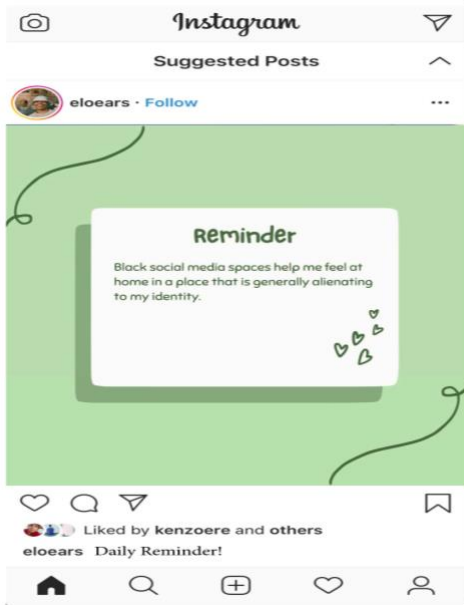 Instagram
Suggested Posts
eloears · Follow
Reminder
Black social media spaces help me feel at
home in a place that is generally alienating
to my identity.
Liked by kenzoere and others
eloears Daily Reminder!